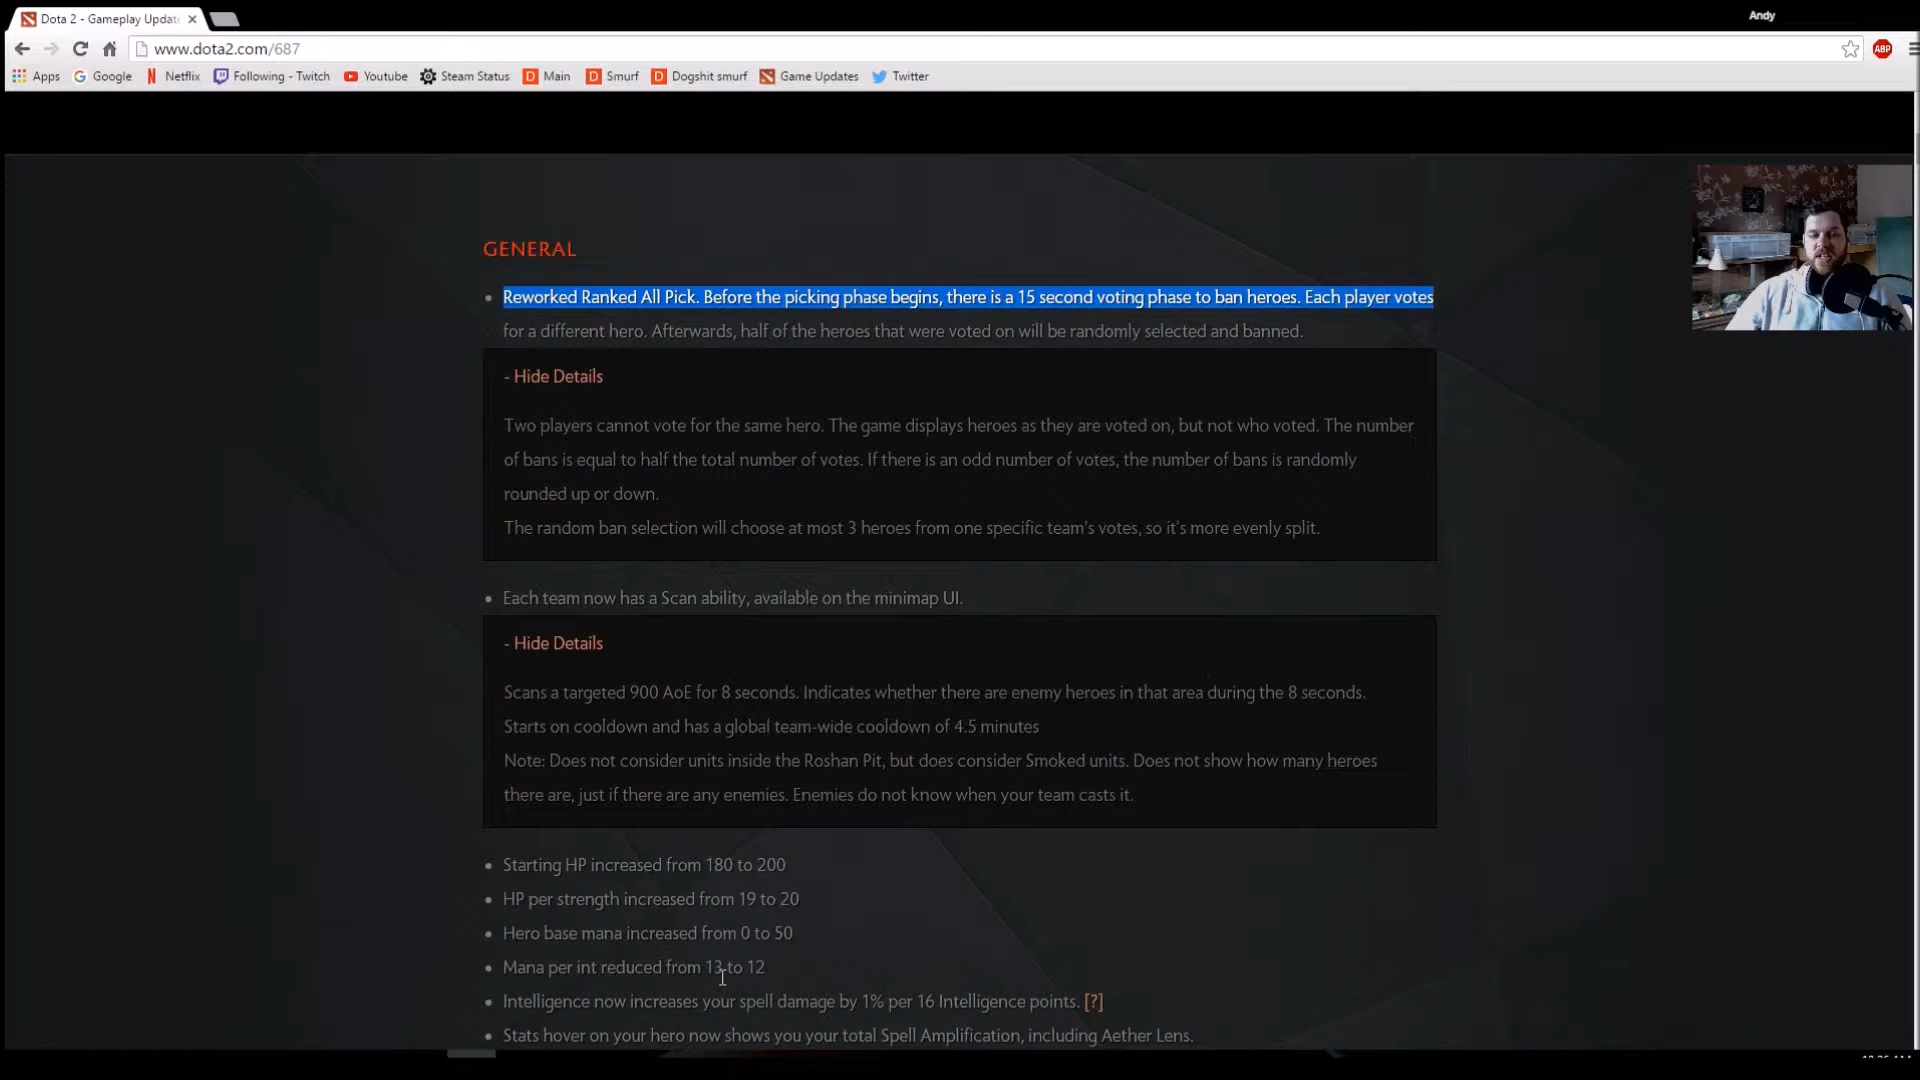 Dota 2 - Gameplay Updat
Andy
www.dota2.com/687
ABP
Apps Google Netflix Following - Twitch Youtube Steam Status Main Smurf Dogshit smurf Game Updates Twitter
GENERAL
Reworked Ranked All Pick. Before the picking phase begins, there is a 15 second voting phase to ban heroes. Each player votes
for a different hero. Afterwards, half of the heroes that were voted on will be randomly selected and banned.
- Hide Details
Two players cannot vote for the same hero. The game displays heroes as they are voted on, but not who voted. The number
of bans is equal to half the total number of votes. If there is an odd number of votes, the number of bans is randomly
rounded up or down.
The random ban selection will choose at most 3 heroes from one specific team's votes, so it's more evenly split.
Each team now has a Scan ability, available on the minimap UI.
- Hide Details
Scans a targeted 900 AoE for 8 seconds. Indicates whether there are enemy heroes in that area during the 8 seconds.
Starts on cooldown and has a global team-wide cooldown of 4.5 minutes
Note: Does not consider units inside the Roshan Pit, but does consider Smoked units. Does not show how many heroes
there are, just if there are any enemies. Enemies do not know when your team casts it.
Starting HP increased from 180 to 200
HP per strength increased from 19 to 20
Hero base mana increased from 0 to 50
Mana per int reduced from 13 to 12
Intelligence now increases your spell damage by 1% per 16 Intelligence points. [?]
Stats hover on your hero now shows you your total Spell Amplification, including Aether Lens.